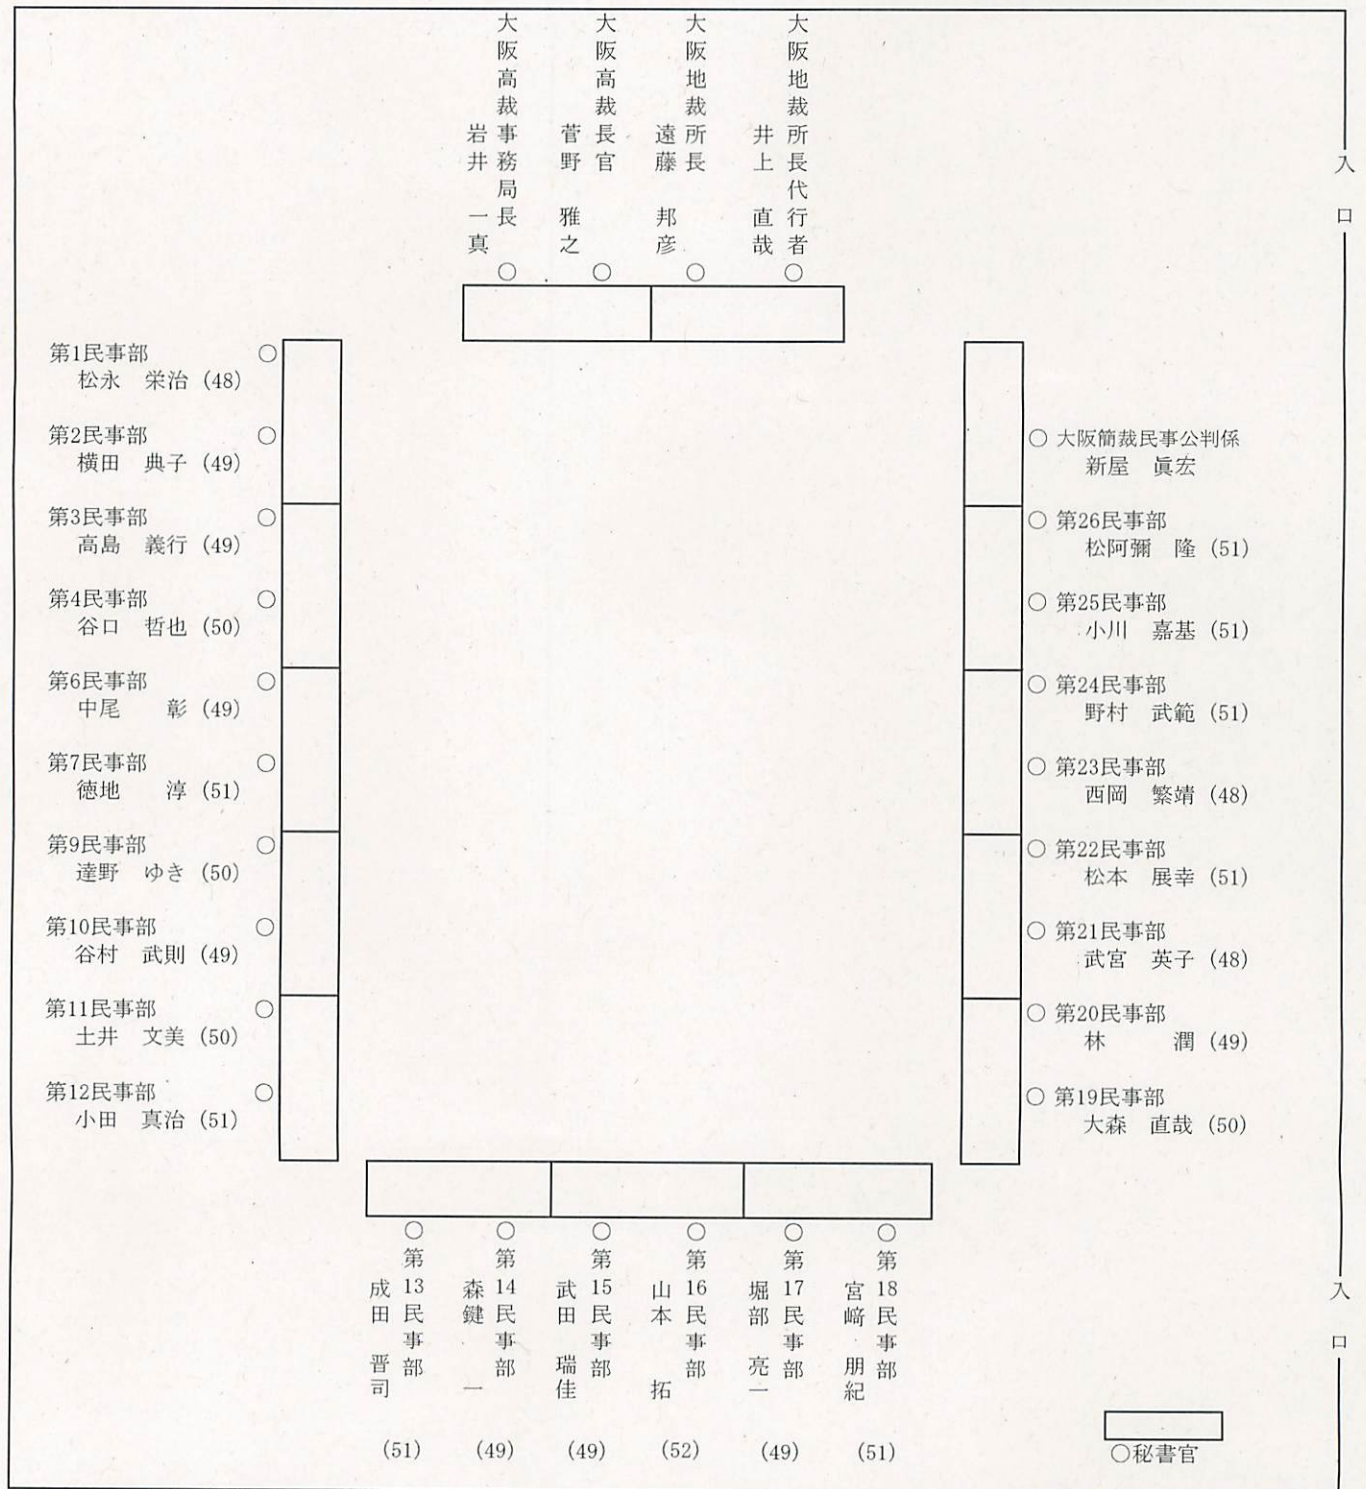 大阪高裁事務局長
岩井 一真
○
大阪高裁長官
菅野 雅之
○
大阪地裁所長
遠藤 邦彦
○
大阪地裁所長代行者
井上 直哉
○
入口
第1民事部 ○
松永 栄治 (48)
第2民事部 ○
横田 典子 (49)
第3民事部 ○
高島 義行 (49)
第4民事部 ○
谷口 哲也 (50)
第6民事部 ○
中尾 彰 (49)
第7民事部 ○
徳地 淳 (51)
第9民事部 ○
達野 ゆき (50)
第10民事部 ○
谷村 武則 (49)
第11民事部 ○
土井 文美 (50)
第12民事部 ○
小田 真治 (51)
○ 大阪簡裁民事公判係
新屋 眞宏
○ 第26民事部
松阿彌 隆 (51)
○ 第25民事部
小川 嘉基 (51)
○ 第24民事部
野村 武範 (51)
○ 第23民事部
西岡 繁靖 (48)
○ 第22民事部
松本 展幸 (51)
○ 第21民事部
武宮 英子 (48)
○ 第20民事部
林 潤 (49)
○ 第19民事部
大森 直哉 (50)
○第13民事部
成田 晋司 (51)
○第14民事部
森鍵 一 (49)
○第15民事部
武田 瑞佳 (49)
○第16民事部
山本 拓 (52)
○第17民事部
堀部 亮一 (49)
○第18民事部
宮﨑 朋紀 (51)
入口
○秘書官